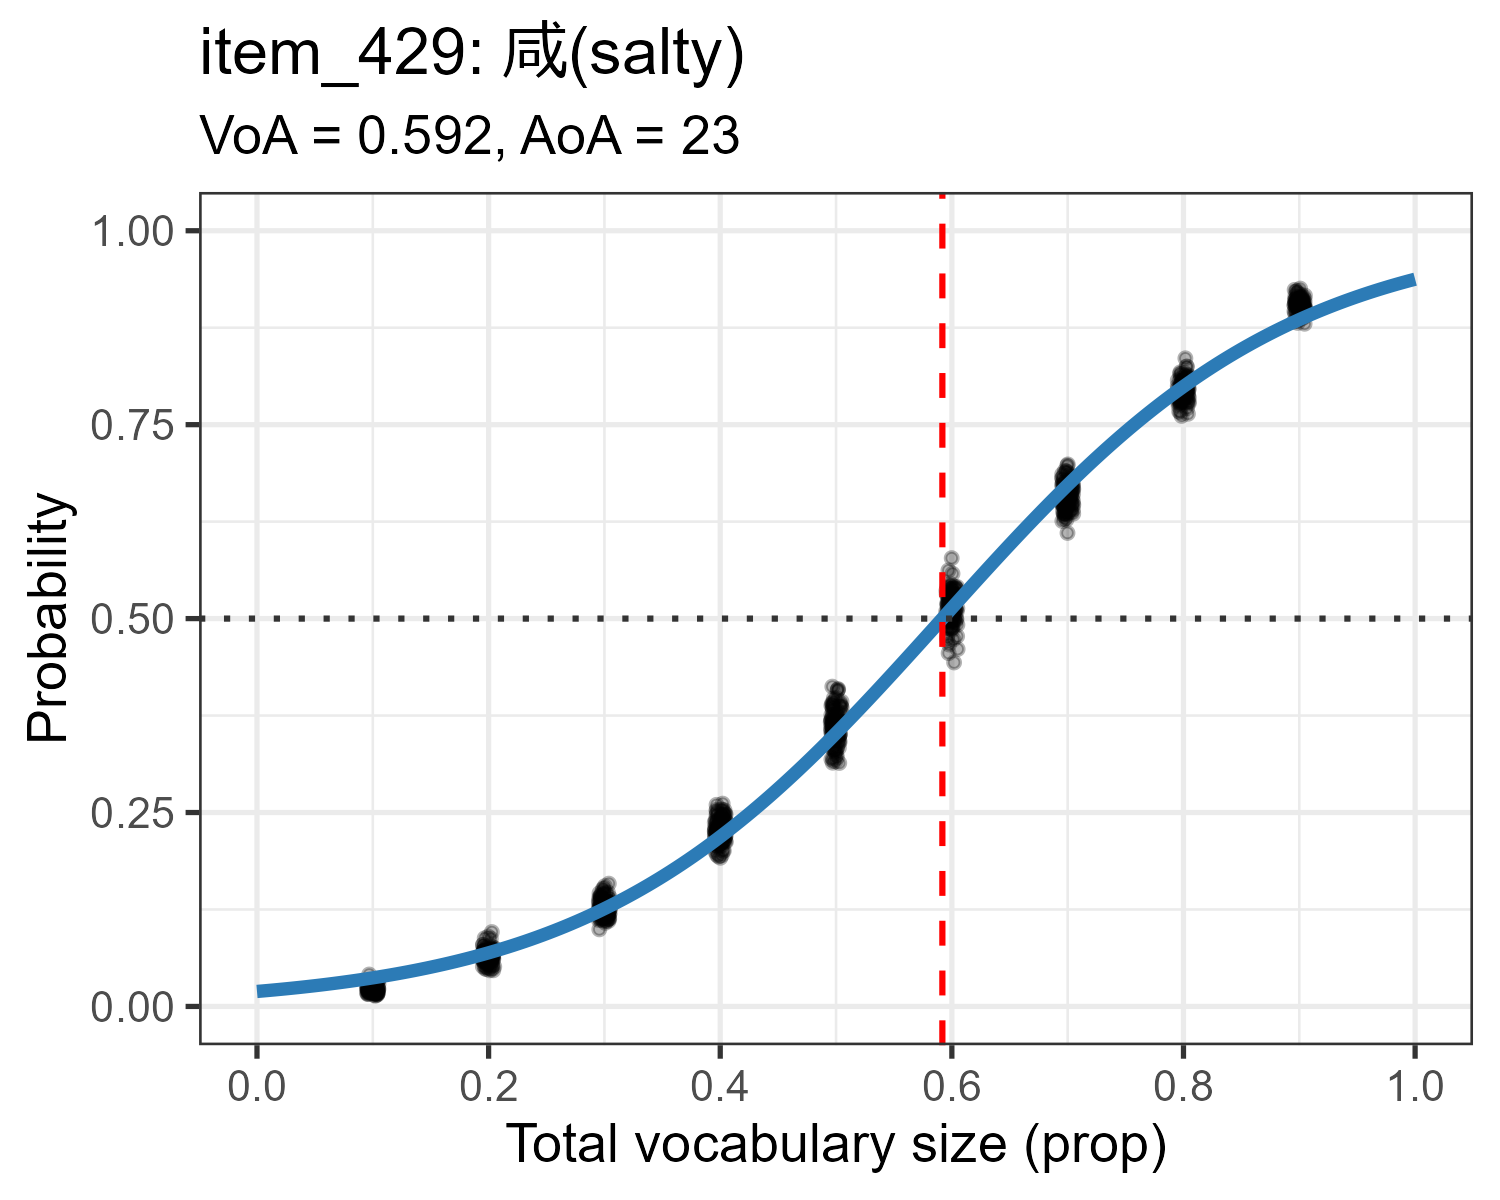 item_429: 咸(salty)
VoA = 0.592, AoA = 23
1.00
0.75
0.50
0.25
0.00
Probability
0.0 0.2 0.4 0.6 0.8 1.0
Total vocabulary size (prop)